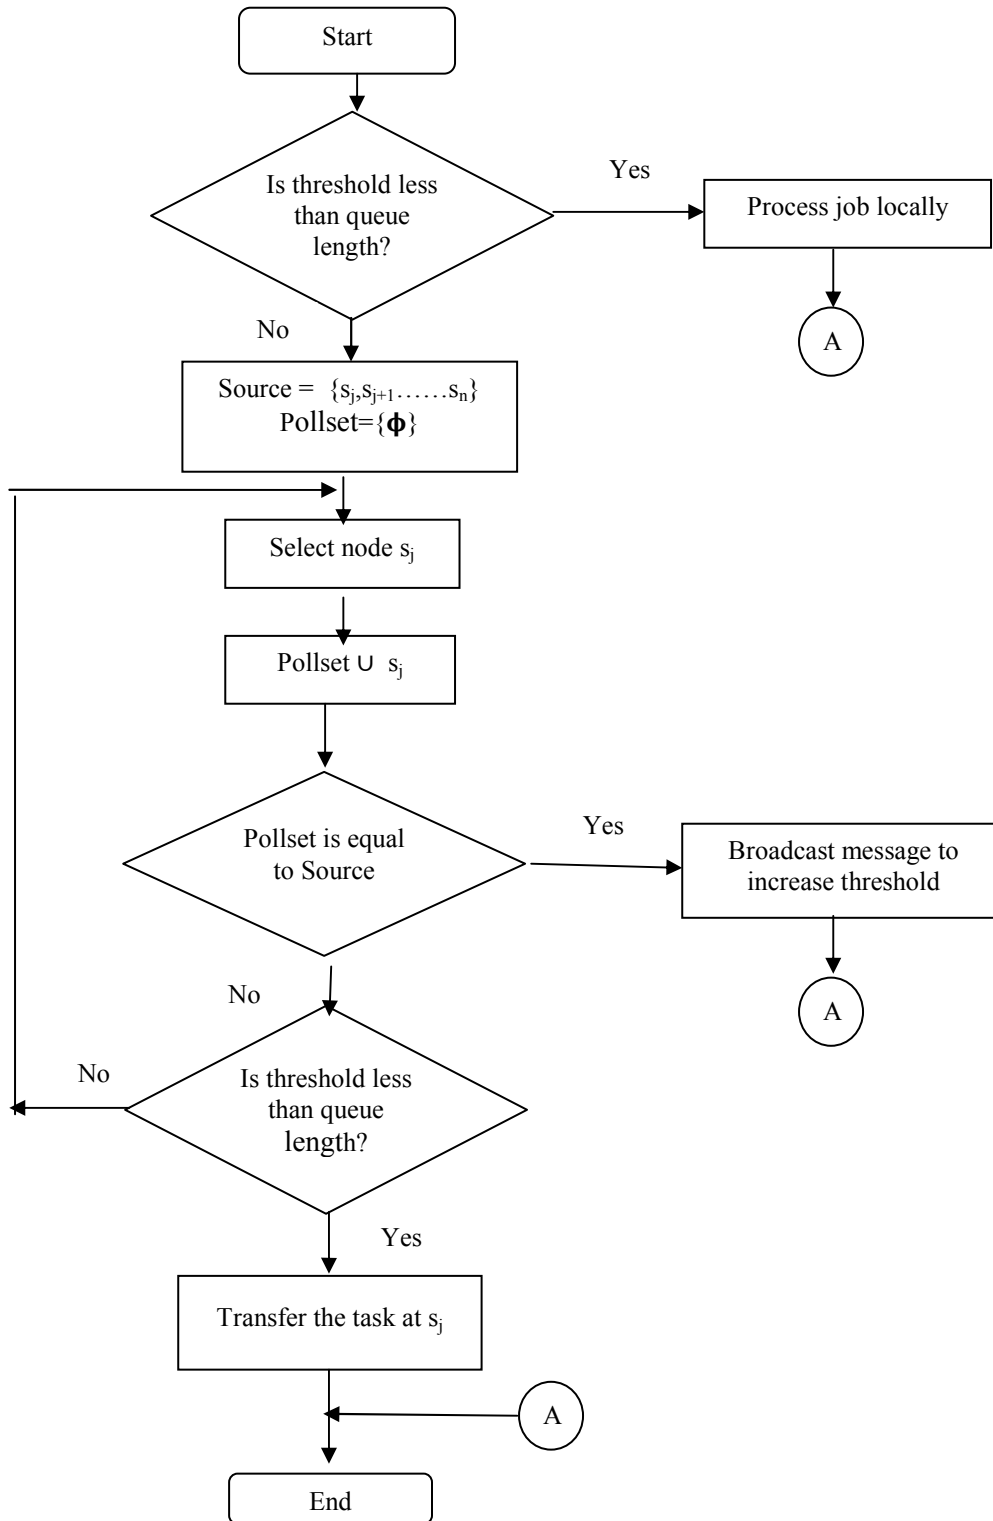 Start
Is threshold less
than queue
length?
Yes
Process job locally
A
No
Source = {sj,sj+1......sn}
Pollset={ɸ}
Select node sj
Pollset ∪ sj
Pollset is equal
to Source
Yes
Broadcast message to
increase threshold
A
No
Is threshold less
than queue
length?
No
Yes
Transfer the task at sj
A
End